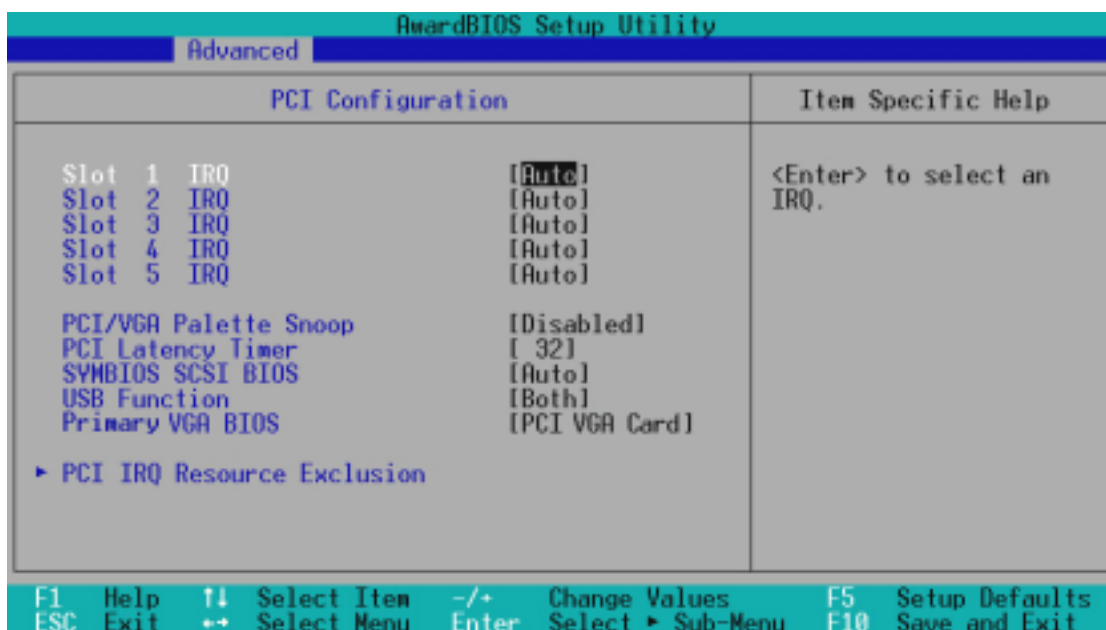 AwardBIOS Setup Utility
Advanced
PCI Configuration
Item Specific Help
Slot 1 IRQ [Auto]
Slot 2 IRQ [Auto]
Slot 3 IRQ [Auto]
Slot 4 IRQ [Auto]
Slot 5 IRQ [Auto]
PCI/VGA Palette Snoop [Disabled]
PCI Latency Timer [ 32]
SYMBIOS SCSI BIOS [Auto]
USB Function [Both]
Primary VGA BIOS [PCI VGA Card]
► PCI IRQ Resource Exclusion
<Enter> to select an
IRQ.
F1 Help ↑↓ Select Item -/+ Change Values F5 Setup Defaults
ESC Exit ←→ Select Menu Enter Select ► Sub-Menu F10 Save and Exit